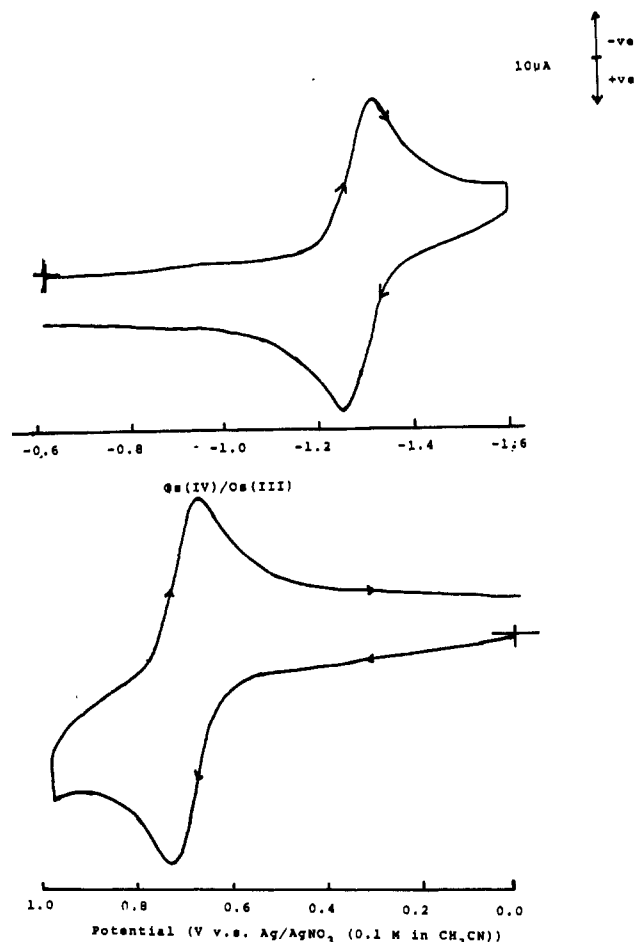 -ve
10μA
+ve
-0.6 -0.8 -1.0 -1.2 -1.4 -1.6
Os(IV)/Os(III)
1.0 0.8 0.6 0.4 0.2 0.0
Potential (V v.s. Ag/AgNO₃ (0.1 M in CH₃CN))